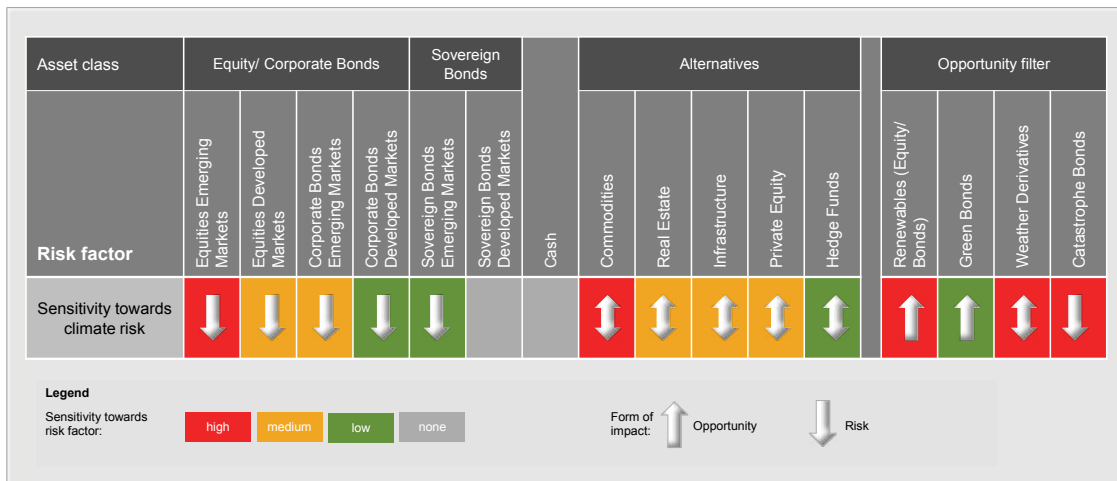 Asset class
Equity/ Corporate Bonds
Sovereign
Bonds
Alternatives
Opportunity filter
Risk factor
Equities Emerging
Markets
Equities Developed
Markets
Corporate Bonds
Emerging Markets
Corporate Bonds
Developed Markets
Sovereign Bonds
Emerging Markets
Sovereign Bonds
Developed Markets
Cash
Commodities
Real Estate
Infrastructure
Private Equity
Hedge Funds
Renewables (Equity/
Bonds)
Green Bonds
Weather Derivatives
Catastrophe Bonds
Sensitivity towards
climate risk
Legend
Sensitivity towards
risk factor:
high
medium
low
none
Form of
impact:
Opportunity
Risk